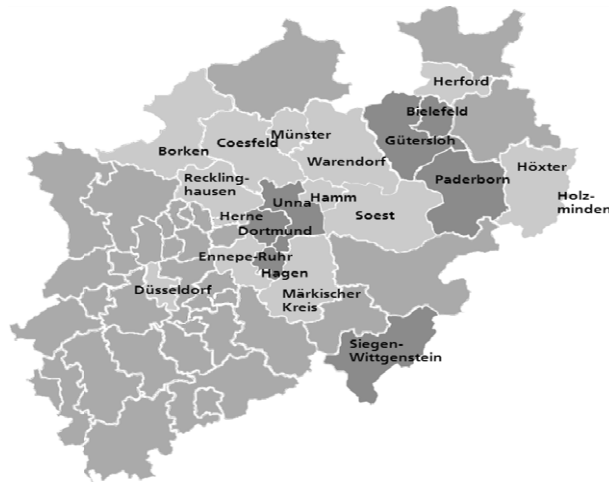 Herford
Bielefeld
Münster
Gütersloh
Coesfeld
Borken
Warendorf
Höxter
Reckling-
hausen
Paderborn
Holz-
minden
Unna
Hamm
Herne
Soest
Dortmund
Ennepe-Ruhr
Hagen
Düsseldorf
Märkischer
Kreis
Siegen-
Wittgenstein